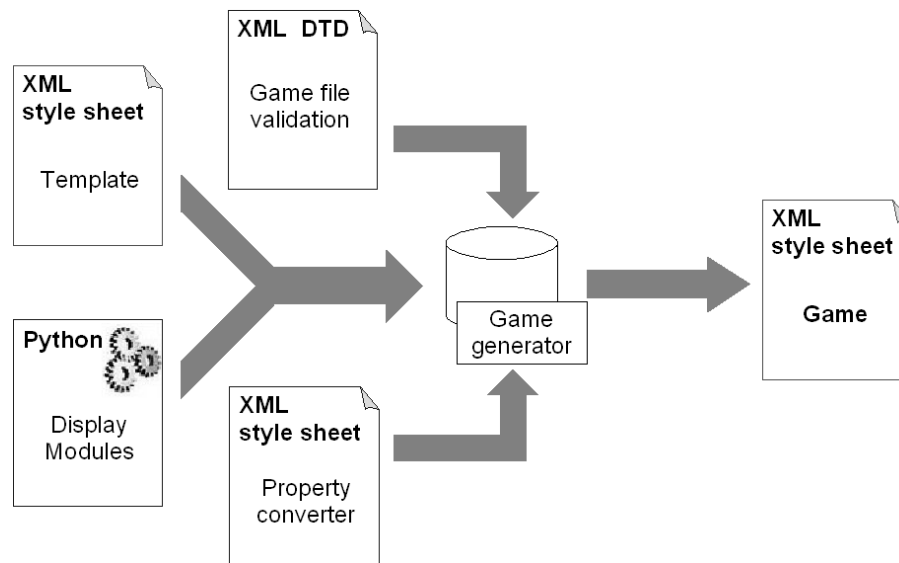 XML
style sheet
Template
XML DTD
Game file
validation
Python
Display
Modules
XML
style sheet
Property
converter
Game
generator
XML
style sheet
Game